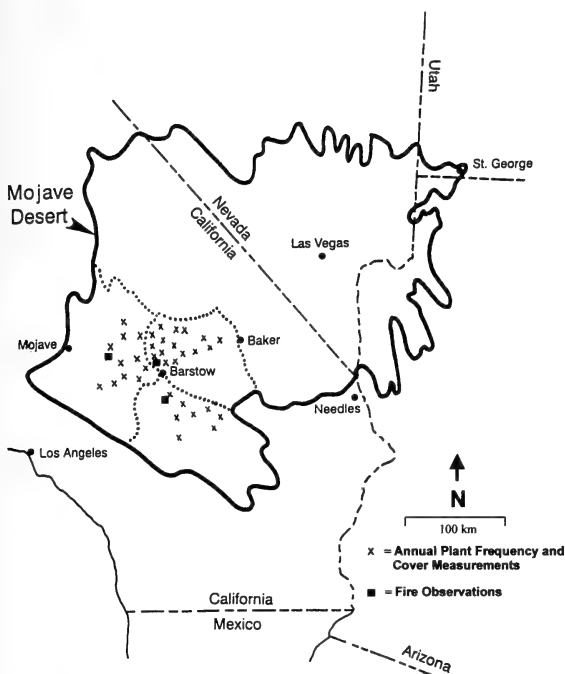 Utah
St. George
Mojave
Desert
Nevada
California
Las Vegas
Mojave
Baker
Barstow
Needles
Los Angeles
N
100 km
x = Annual Plant Frequency and
Cover Measurements
■ = Fire Observations
California
Mexico
Arizona